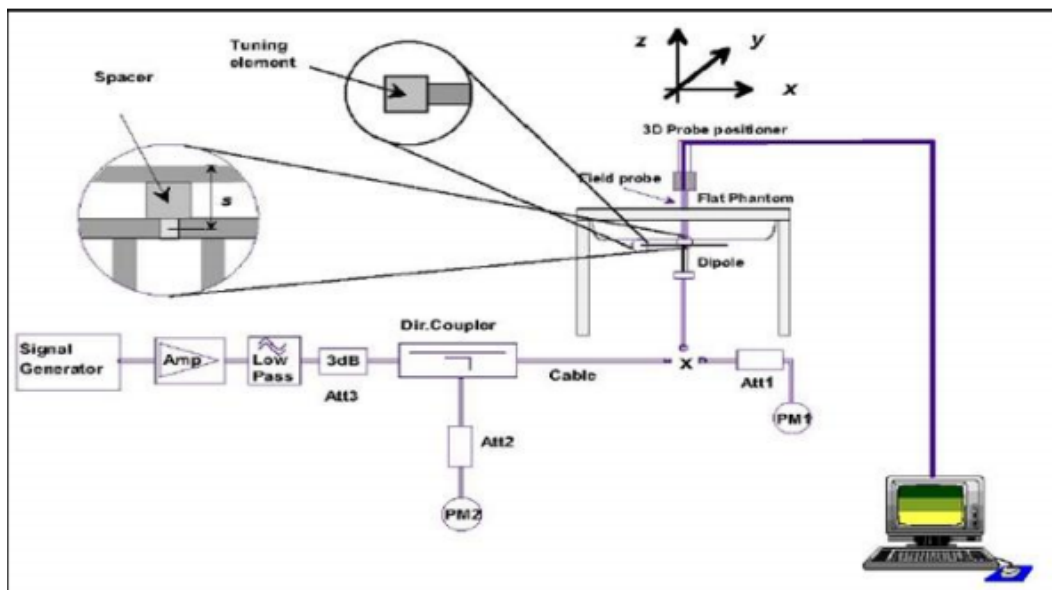 Tuning
element
Spacer
s
z
y
x
3D Probe positioner
Field probe
Flat Phantom
Dipole
Dir.Coupler
Signal
Generator
Amp
Low
Pass
3dB
Att3
Cable
x
Att1
PM1
Att2
PM2